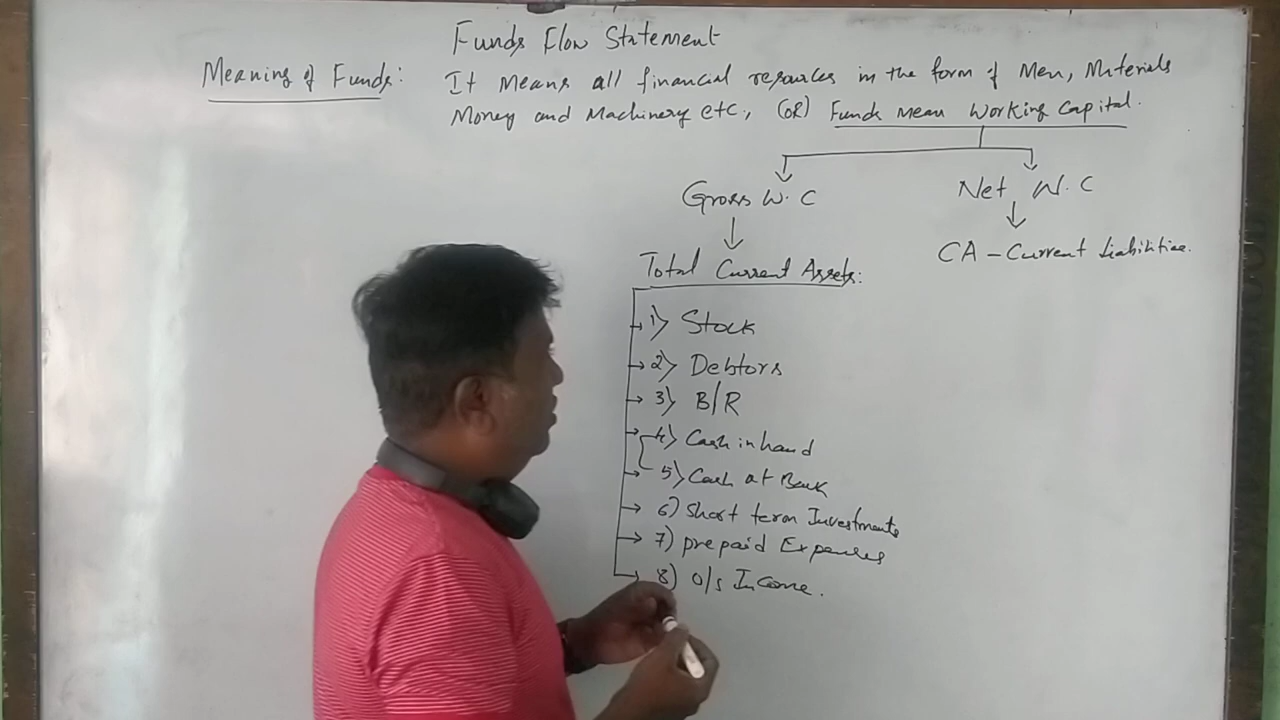 Funds Flow Statement
Meaning of Funds: It Means all financial resources in the form of Men, Materials
Money and Machinery etc, (OR) Funds mean Working Capital.
Gross W.C Net W.C
Total Current Assets: CA - Current Liabilities.
1) Stock
2) Debtors
3) B/R
4) Cash in hand
5) Cash at Bank
6) Short term Investments
7) prepaid Expenses
8) O/s Income.